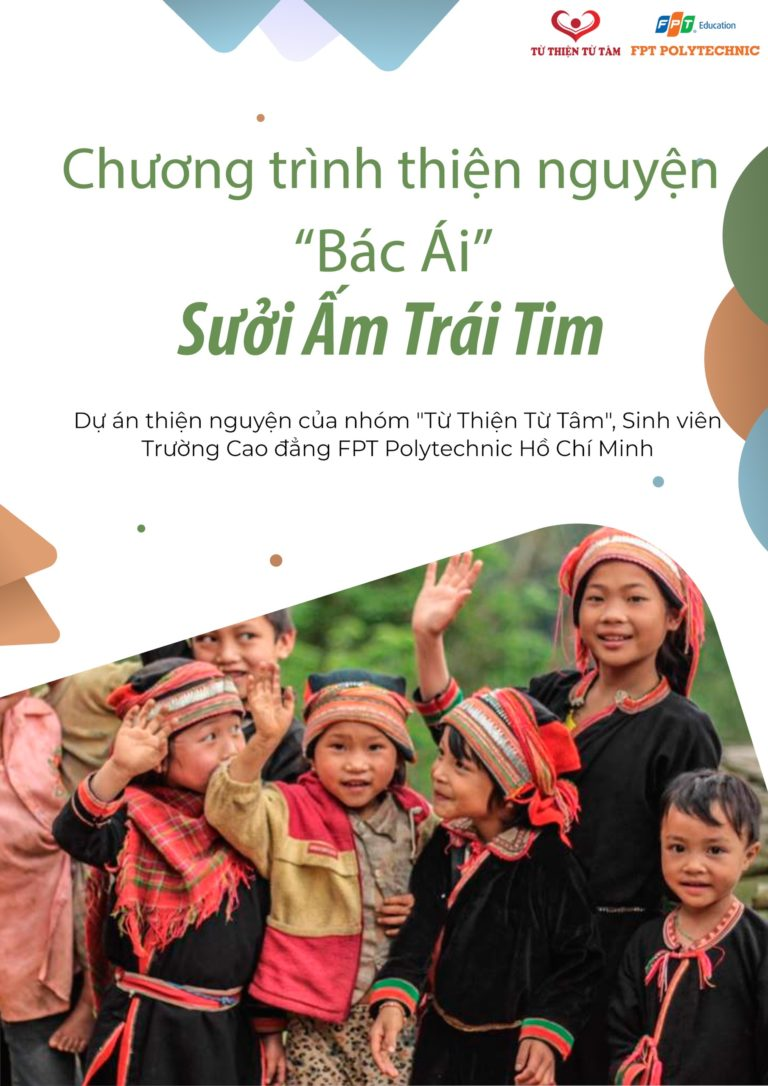 TỪ THIỆN TỪ TÂM
FPT Education
FPT POLYTECHNIC
Chương trình thiện nguyện
“Bác Ái”
Sưởi Ấm Trái Tim
Dự án thiện nguyện của nhóm "Từ Thiện Từ Tâm", Sinh viên
Trường Cao đẳng FPT Polytechnic Hồ Chí Minh